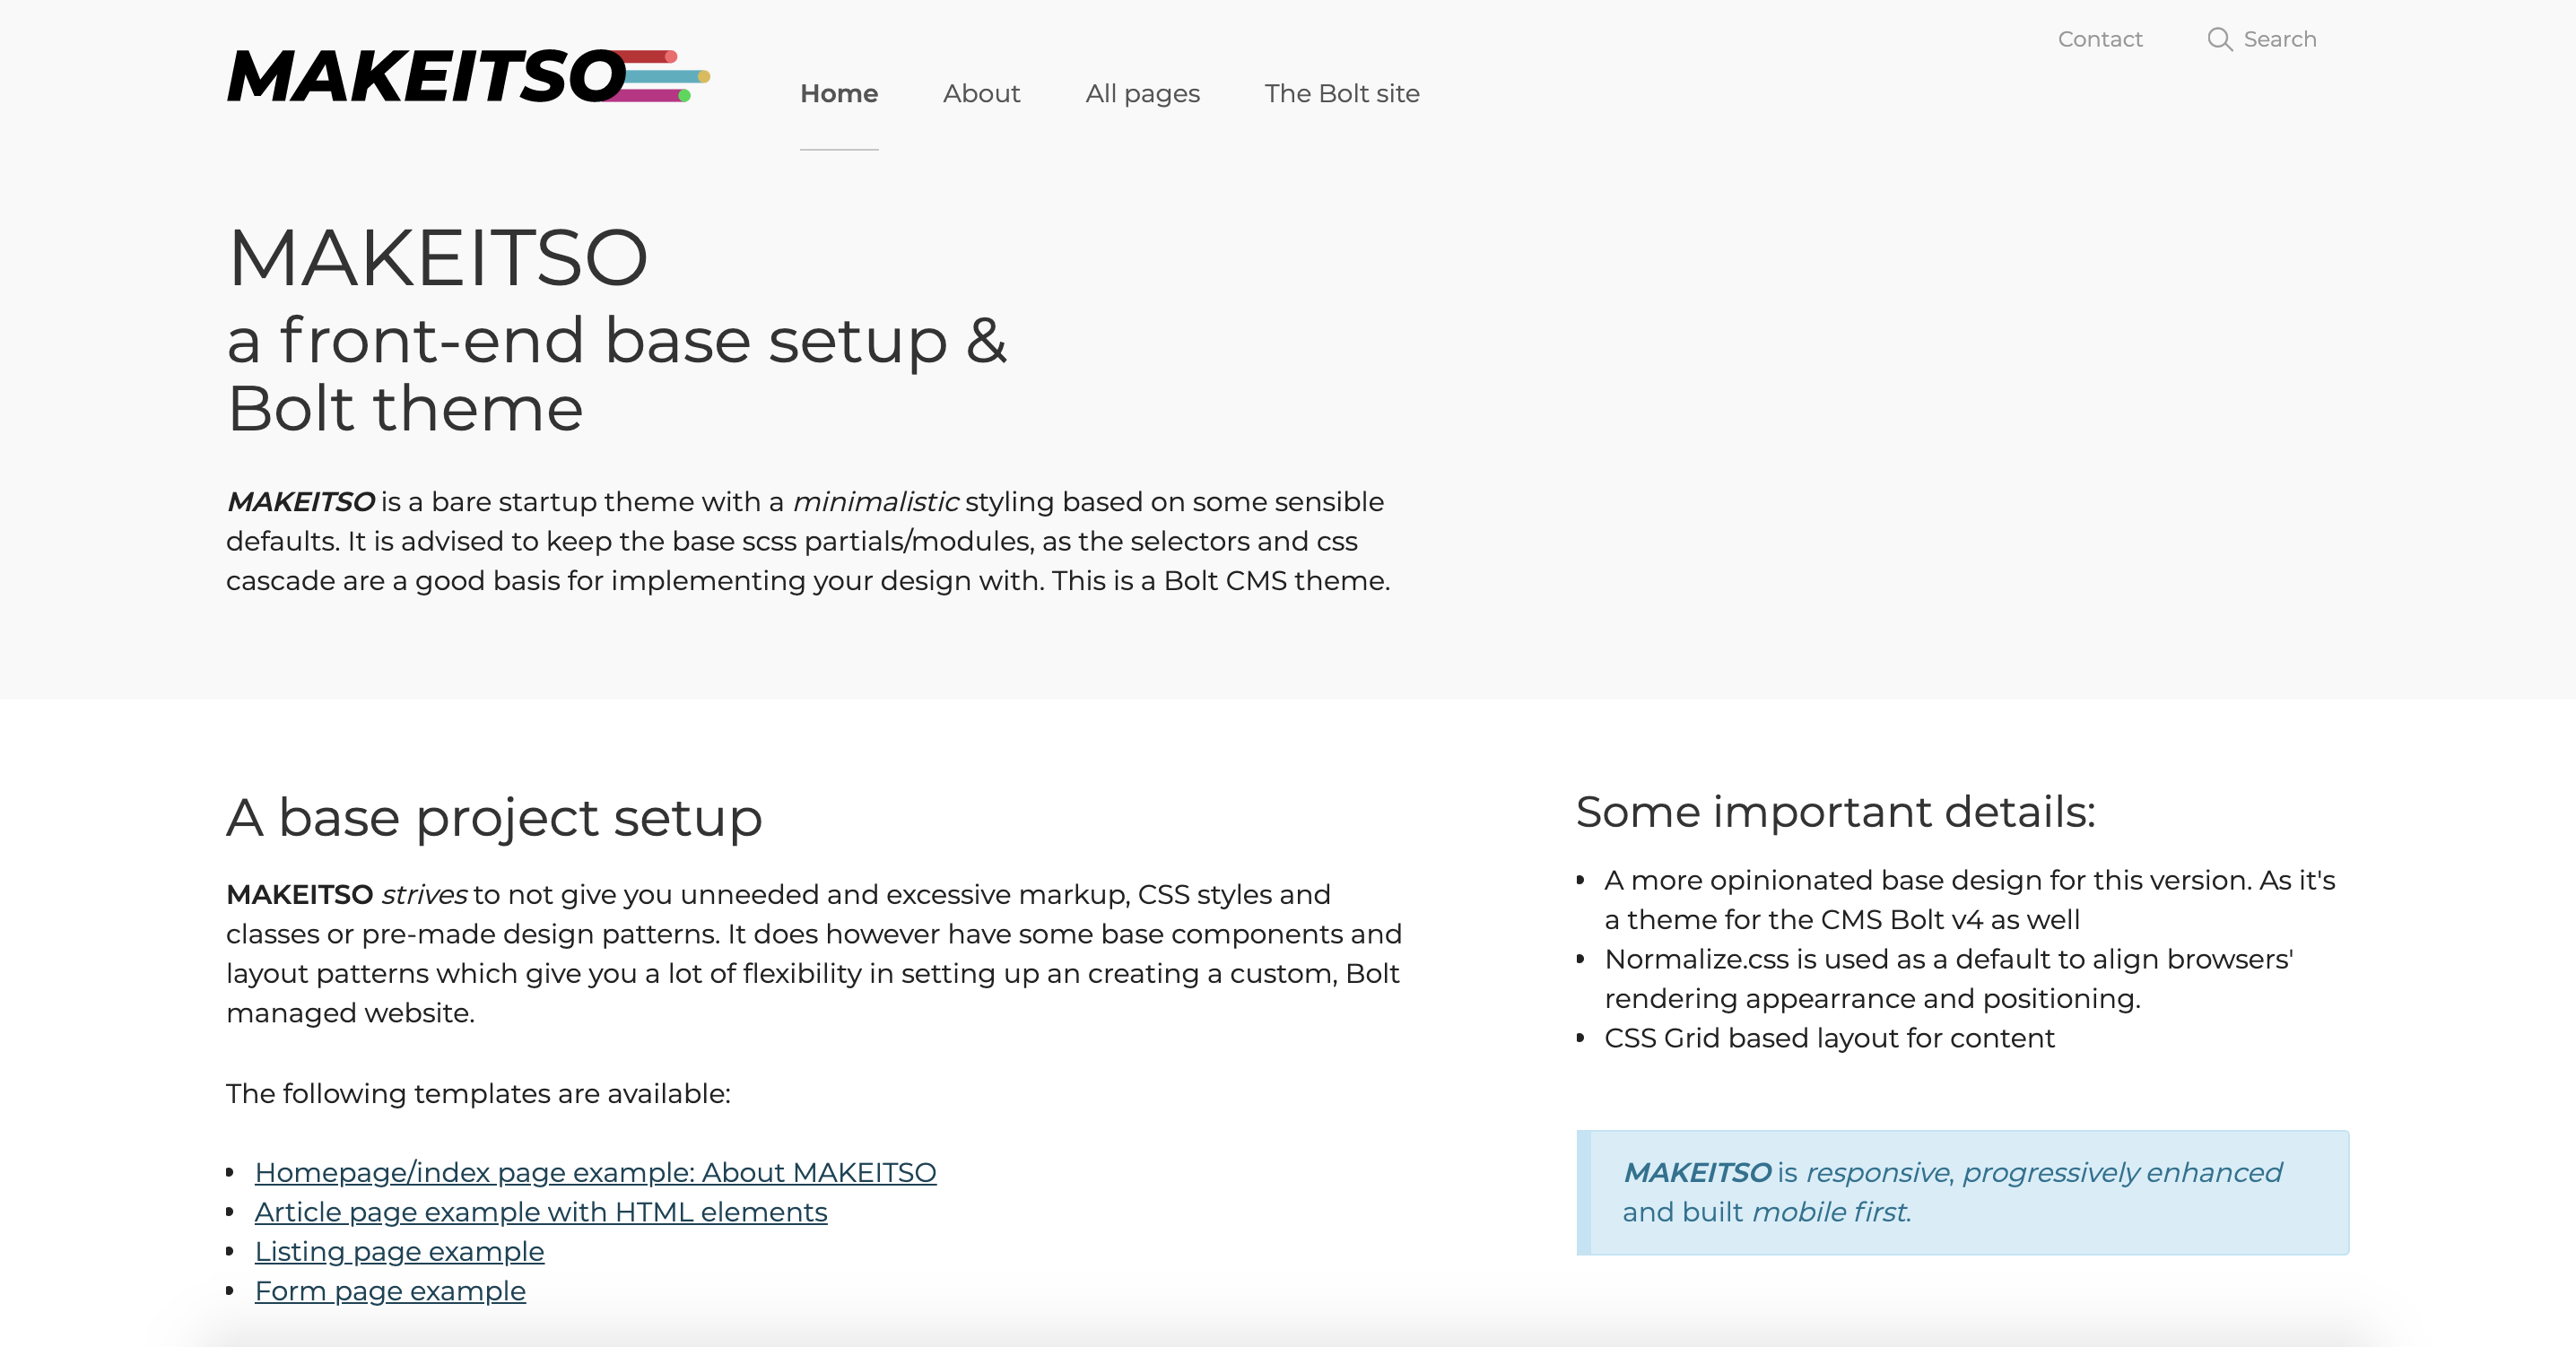 Contact
Search
MAKEITSO
Home
About
All pages
The Bolt site
MAKEITSO
a front-end base setup &
Bolt theme
MAKEITSO is a bare startup theme with a minimalistic styling based on some sensible
defaults. It is advised to keep the base scss partials/modules, as the selectors and css
cascade are a good basis for implementing your design with. This is a Bolt CMS theme.
A base project setup
MAKEITSO strives to not give you unneeded and excessive markup, CSS styles and
classes or pre-made design patterns. It does however have some base components and
layout patterns which give you a lot of flexibility in setting up an creating a custom, Bolt
managed website.
The following templates are available:
Homepage/index page example: About MAKEITSO
Article page example with HTML elements
Listing page example
Form page example
Some important details:
A more opinionated base design for this version. As it's
a theme for the CMS Bolt v4 as well
Normalize.css is used as a default to align browsers'
rendering appearrance and positioning.
CSS Grid based layout for content
MAKEITSO is responsive, progressively enhanced
and built mobile first.